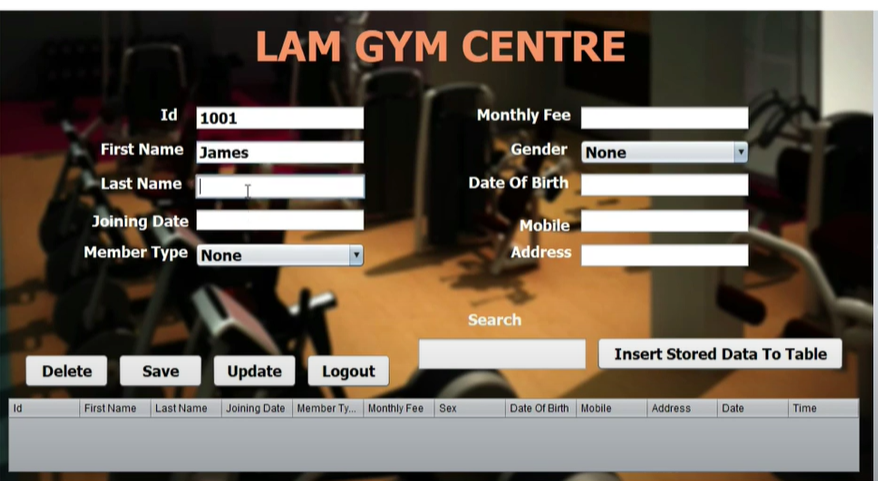 LAM GYM CENTRE
Id 1001 Monthly Fee
First Name James Gender None
Last Name Date Of Birth
Joining Date Mobile
Member Type None Address
Search
Delete Save Update Logout Insert Stored Data To Table
Id First Name Last Name Joining Date Member Ty... Monthly Fee Sex Date Of Birth Mobile Address Date Time